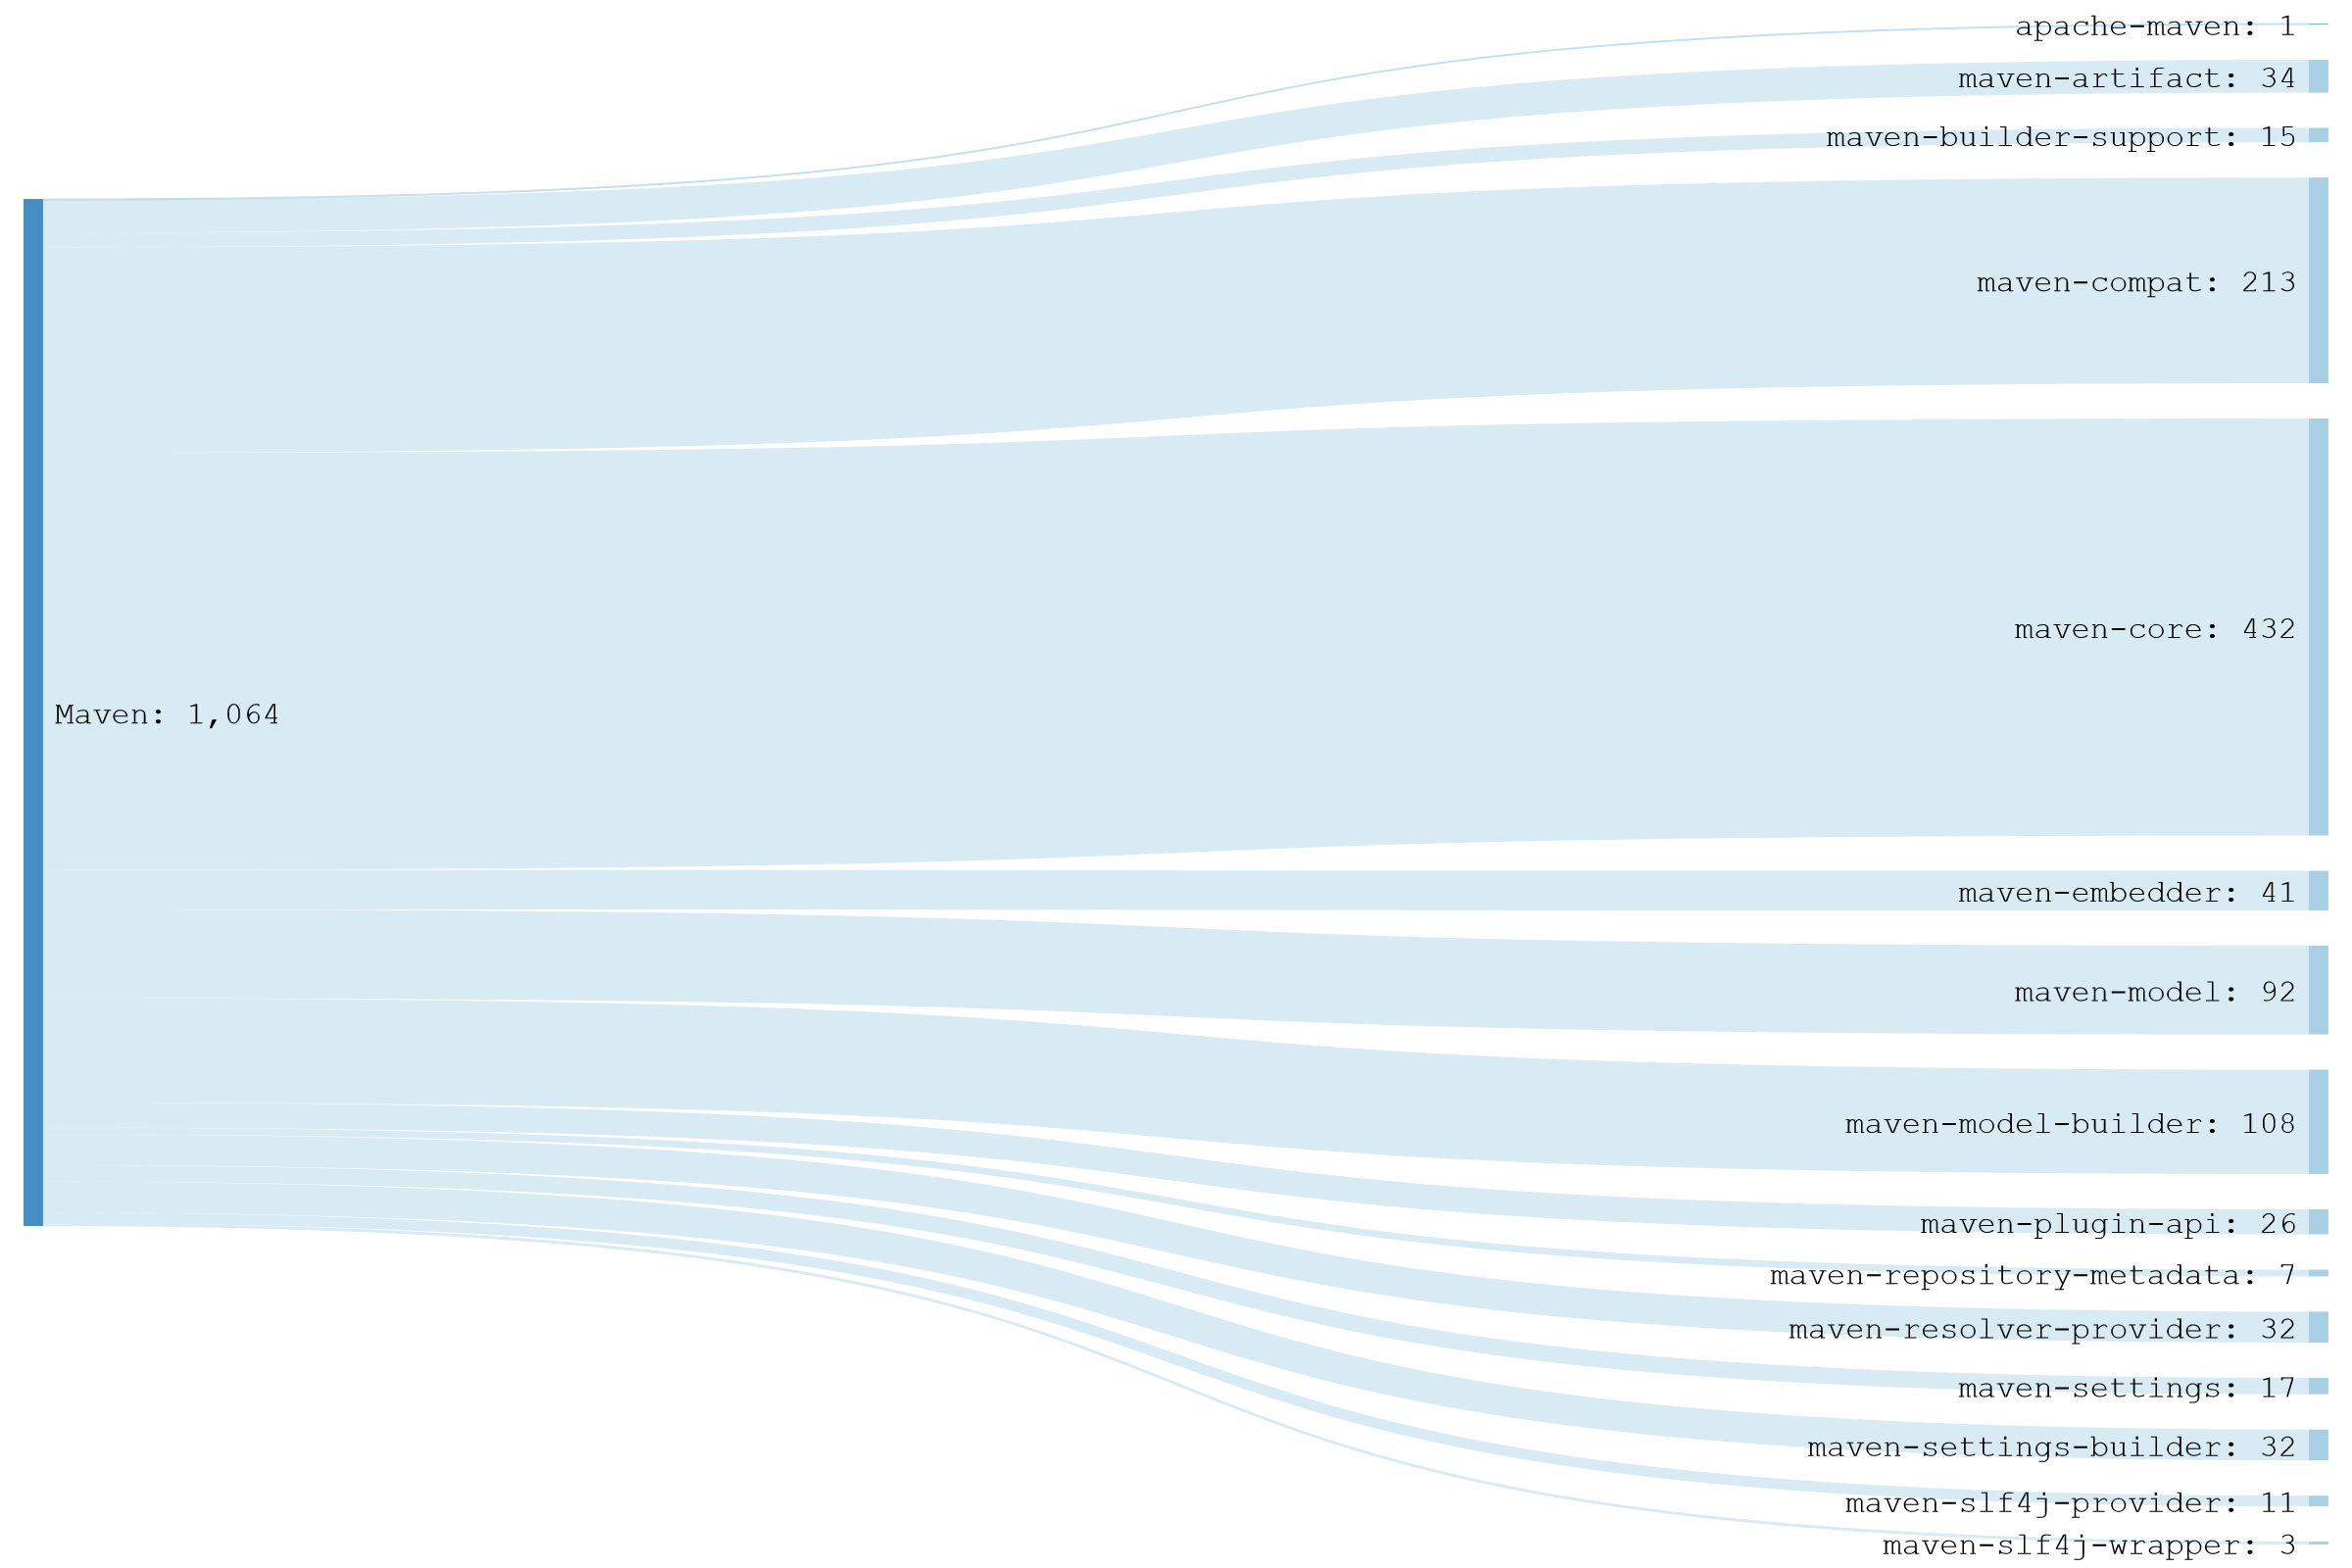 apache-maven: 1
maven-artifact: 34
maven-builder-support: 15
maven-compat: 213
maven-core: 432
Maven: 1,064
maven-embedder: 41
maven-model: 92
maven-model-builder: 108
maven-plugin-api: 26
maven-repository-metadata: 7
maven-resolver-provider: 32
maven-settings: 17
maven-settings-builder: 32
maven-slf4j-provider: 11
maven-slf4j-wrapper: 3